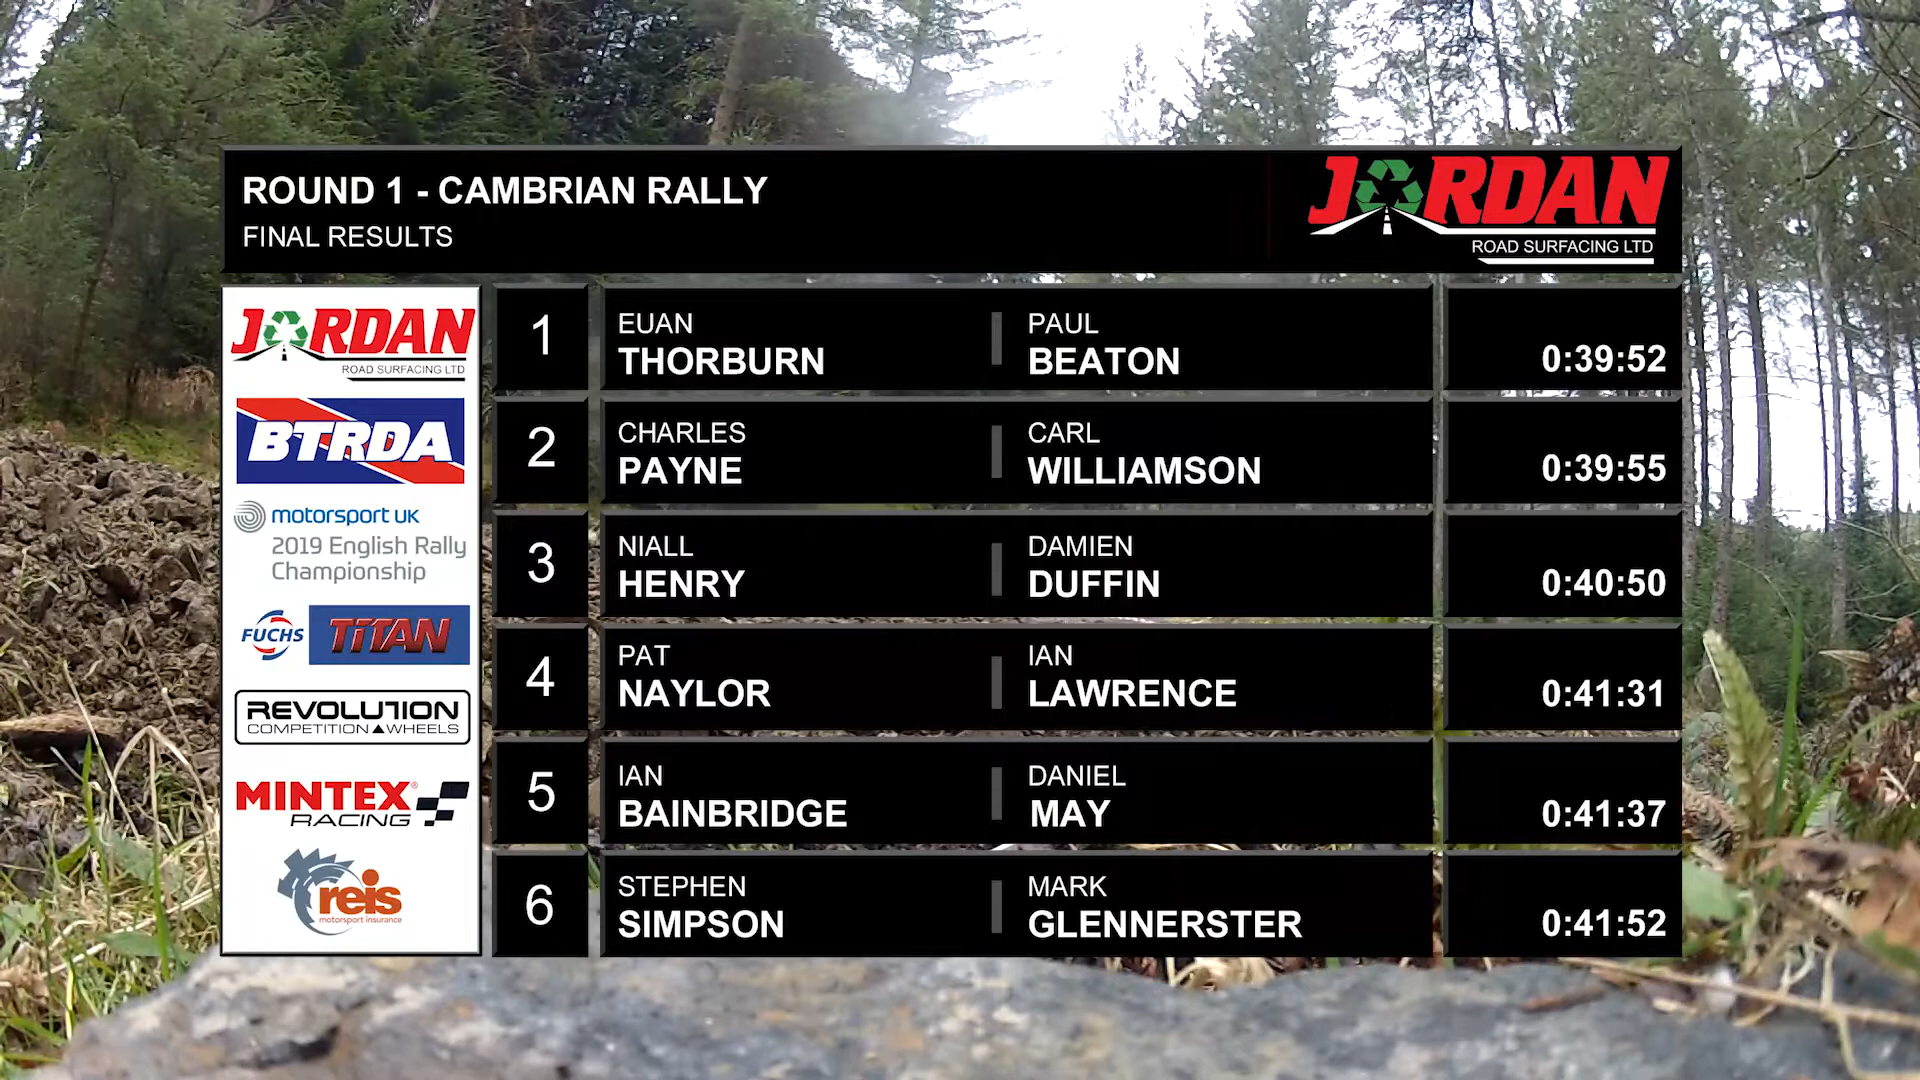 ROUND 1 - CAMBRIAN RALLY
FINAL RESULTS
JORDAN
ROAD SURFACING LTD
JORDAN
ROAD SURFACING LTD
BTRDA
motorsport UK
2019 English Rally
Championship
FUCHS TITAN
REVOLUTION
COMPETITION WHEELS
MINTEX®
RACING
reis
motorsport insurance
1 EUAN THORBURN PAUL BEATON 0:39:52
2 CHARLES PAYNE CARL WILLIAMSON 0:39:55
3 NIALL HENRY DAMIEN DUFFIN 0:40:50
4 PAT NAYLOR IAN LAWRENCE 0:41:31
5 IAN BAINBRIDGE DANIEL MAY 0:41:37
6 STEPHEN SIMPSON MARK GLENNERSTER 0:41:52